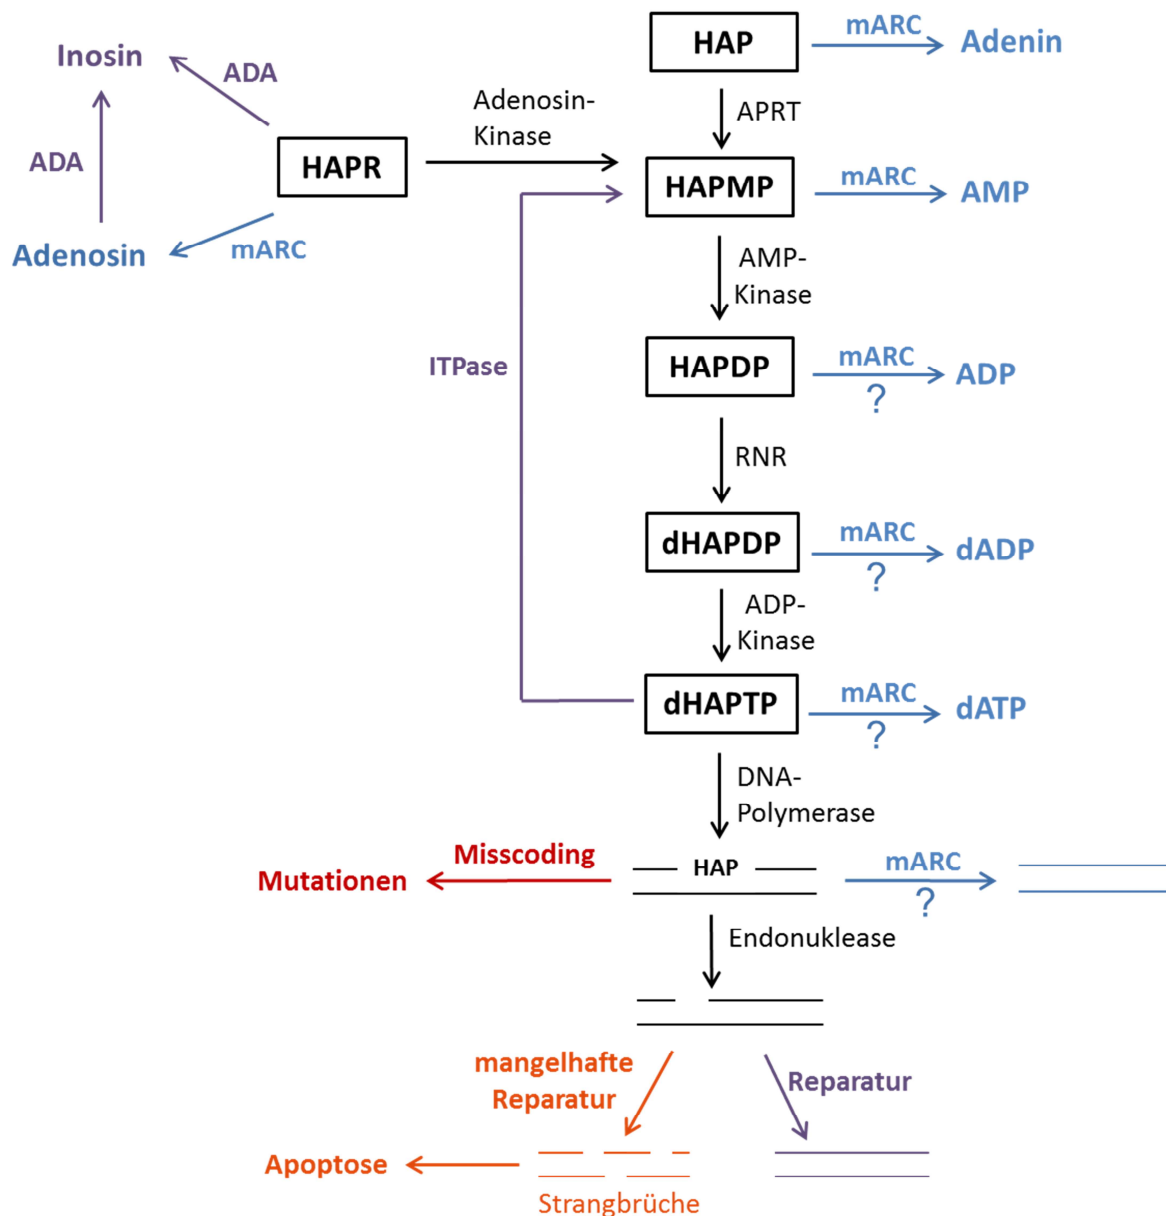 HAP
mARC
Adenin
Inosin
ADA
Adenosin-
Kinase
APRT
ADA
HAPR
HAPMP
mARC
AMP
Adenosin
mARC
AMP-
Kinase
ITPase
HAPDP
mARC
?
ADP
RNR
dHAPDP
mARC
?
dADP
ADP-
Kinase
dHAPTP
mARC
?
dATP
DNA-
Polymerase
Mutationen
Misscoding
HAP
mARC
?
Endonuklease
mangelhafte
Reparatur
Reparatur
Apoptose
Strangbrüche